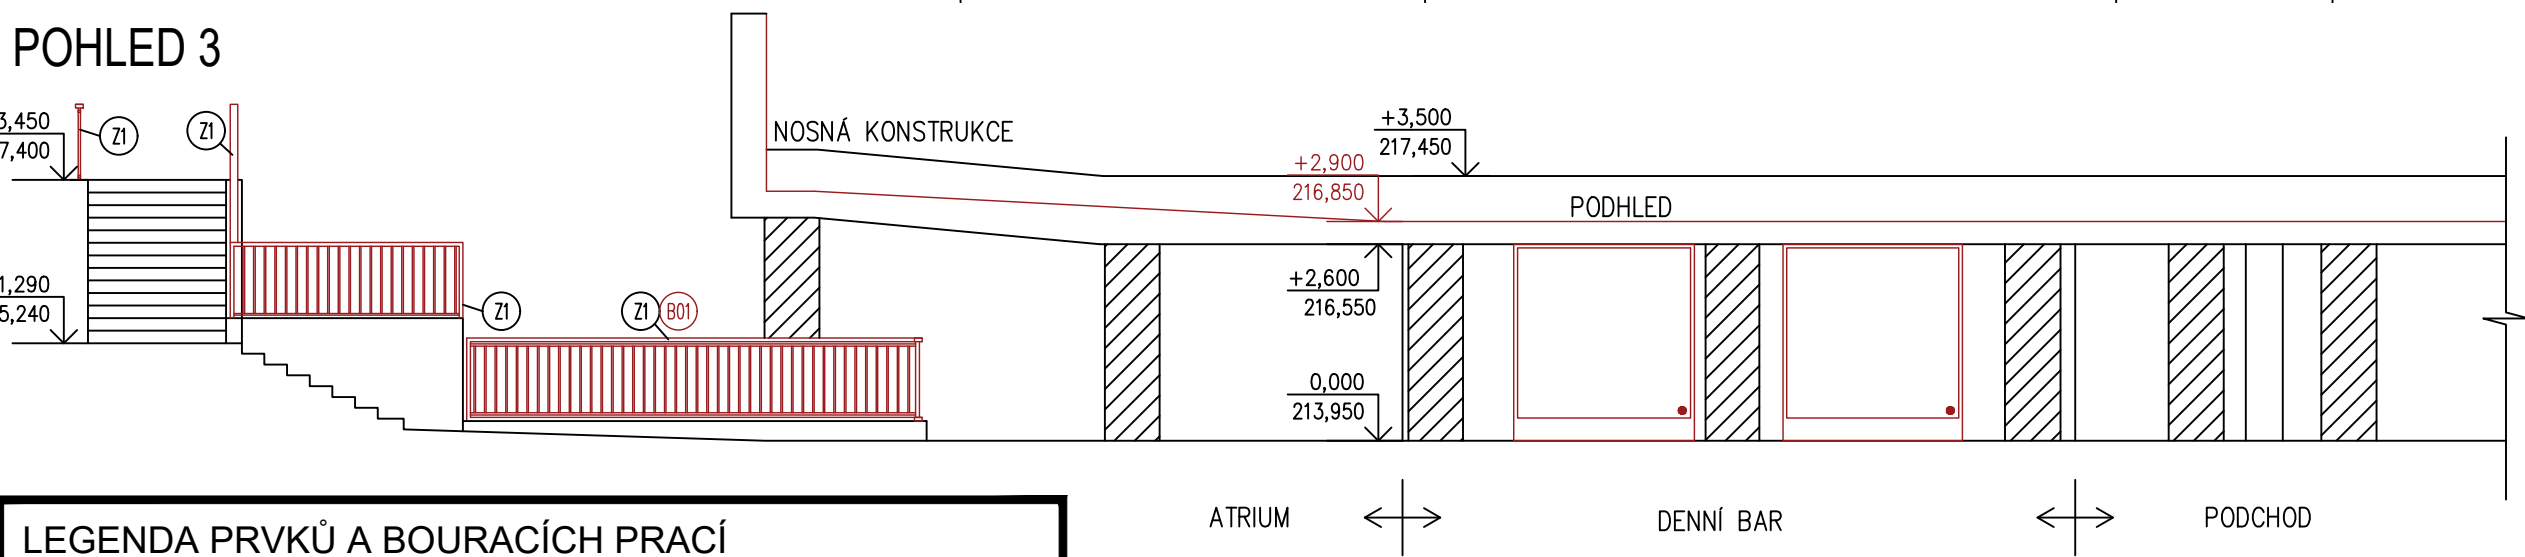 POHLED 3
3,450
7,400
Z1
Z1
NOSNÁ KONSTRUKCE
+3,500
217,450
+2,900
216,850
PODHLED
1,290
5,240
Z1
Z1
B01
+2,600
216,550
0,000
213,950
ATRIUM
DENNÍ BAR
PODCHOD
LEGENDA PRVKŮ A BOURACÍCH PRACÍ